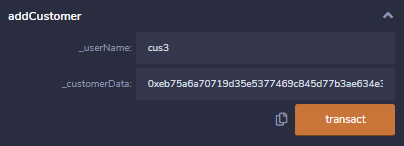 addCustomer
_userName: cus3
_customerData: 0xeb75a6a70719d35e5377469c845d77b3ae634e3
transact